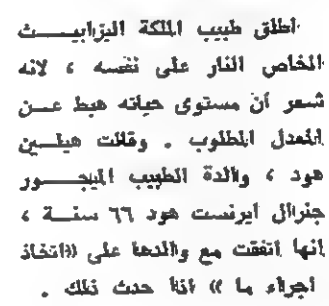 اطلق طبيب الملكة اليزابيث
الخاص النار على نفسه ، لانه
شعر أن مستوى حياته هبط عن
المعدل المطلوب . وقالت هيلين
هود ، والدة الطبيب الميجور
جنرال ايرنست هود ٦٦ سنة ،
انها اتفقت مع والدها على «اتخاذ
اجراء ما » اذا حدث ذلك .